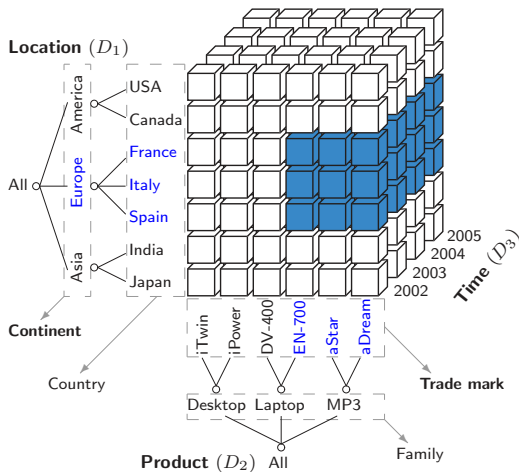 Location (D1)
America
USA
Canada
All
Europe
France
Italy
Spain
Asia
India
Japan
2005
2004
2003
2002
Time (D3)
Continent
Country
iTwin
iPower
DV-400
EN-700
aStar
aDream
Trade mark
Desktop
Laptop
MP3
Family
Product (D2)
All